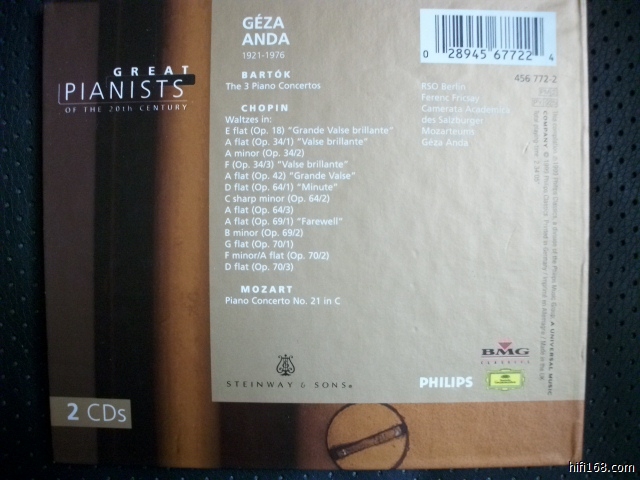 GREAT
PIANISTS
OF THE 20th CENTURY
2 CDs
GÉZA
ANDA
1921-1976
BARTÓK
The 3 Piano Concertos
CHOPIN
Waltzes in:
E flat (Op. 18) "Grande Valse brillante"
A flat (Op. 34/1) "Valse brillante"
A minor (Op. 34/2)
F (Op. 34/3) "Valse brillante"
A flat (Op. 42) "Grande Valse"
D flat (Op. 64/1) "Minute"
C sharp minor (Op. 64/2)
A flat (Op. 64/3)
A flat (Op. 69/1) "Farewell"
B minor (Op. 69/2)
G flat (Op. 70/1)
F minor/A flat (Op. 70/2)
D flat (Op. 70/3)
MOZART
Piano Concerto No. 21 in C
STEINWAY & SONS
0 28945 67722 4
456 772-2
RSO Berlin
Ferenc Fricsay
Camerata Academica
des Salzburger
Mozarteums
Géza Anda
PHILIPS
BMG
CLASSICS
COMPANY
A UNIVERSAL MUSIC
hifi168.com